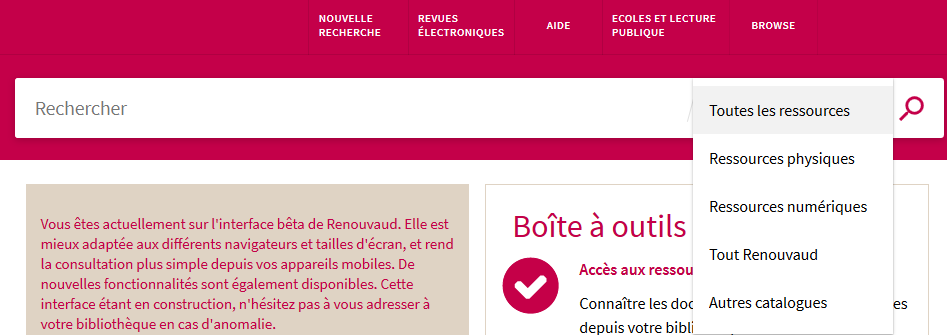 NOUVELLE
RECHERCHE
REVUES
ÉLECTRONIQUES
AIDE
ECOLES ET LECTURE
PUBLIQUE
BROWSE
Rechercher
Toutes les ressources
Ressources physiques
Ressources numériques
Tout Renouvaud
Autres catalogues
Vous êtes actuellement sur l'interface bêta de Renouvaud. Elle est
mieux adaptée aux différents navigateurs et tailles d'écran, et rend
la consultation plus simple depuis vos appareils mobiles. De
nouvelles fonctionnalités sont également disponibles. Cette
interface étant en construction, n'hésitez pas à vous adresser à
votre bibliothèque en cas d'anomalie.
Boîte à outils
Accès aux ressou
Connaître les doc es
depuis votre bibli